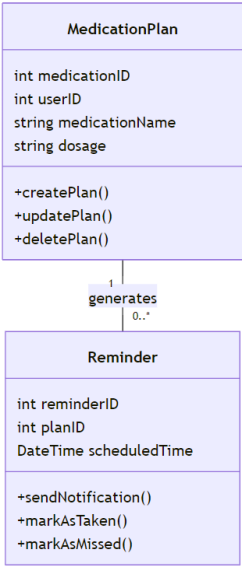 MedicationPlan
int medicationID
int userID
string medicationName
string dosage
+createPlan()
+updatePlan()
+deletePlan()
1
generates
0..*
Reminder
int reminderID
int planID
DateTime scheduledTime
+sendNotification()
+markAsTaken()
+markAsMissed()